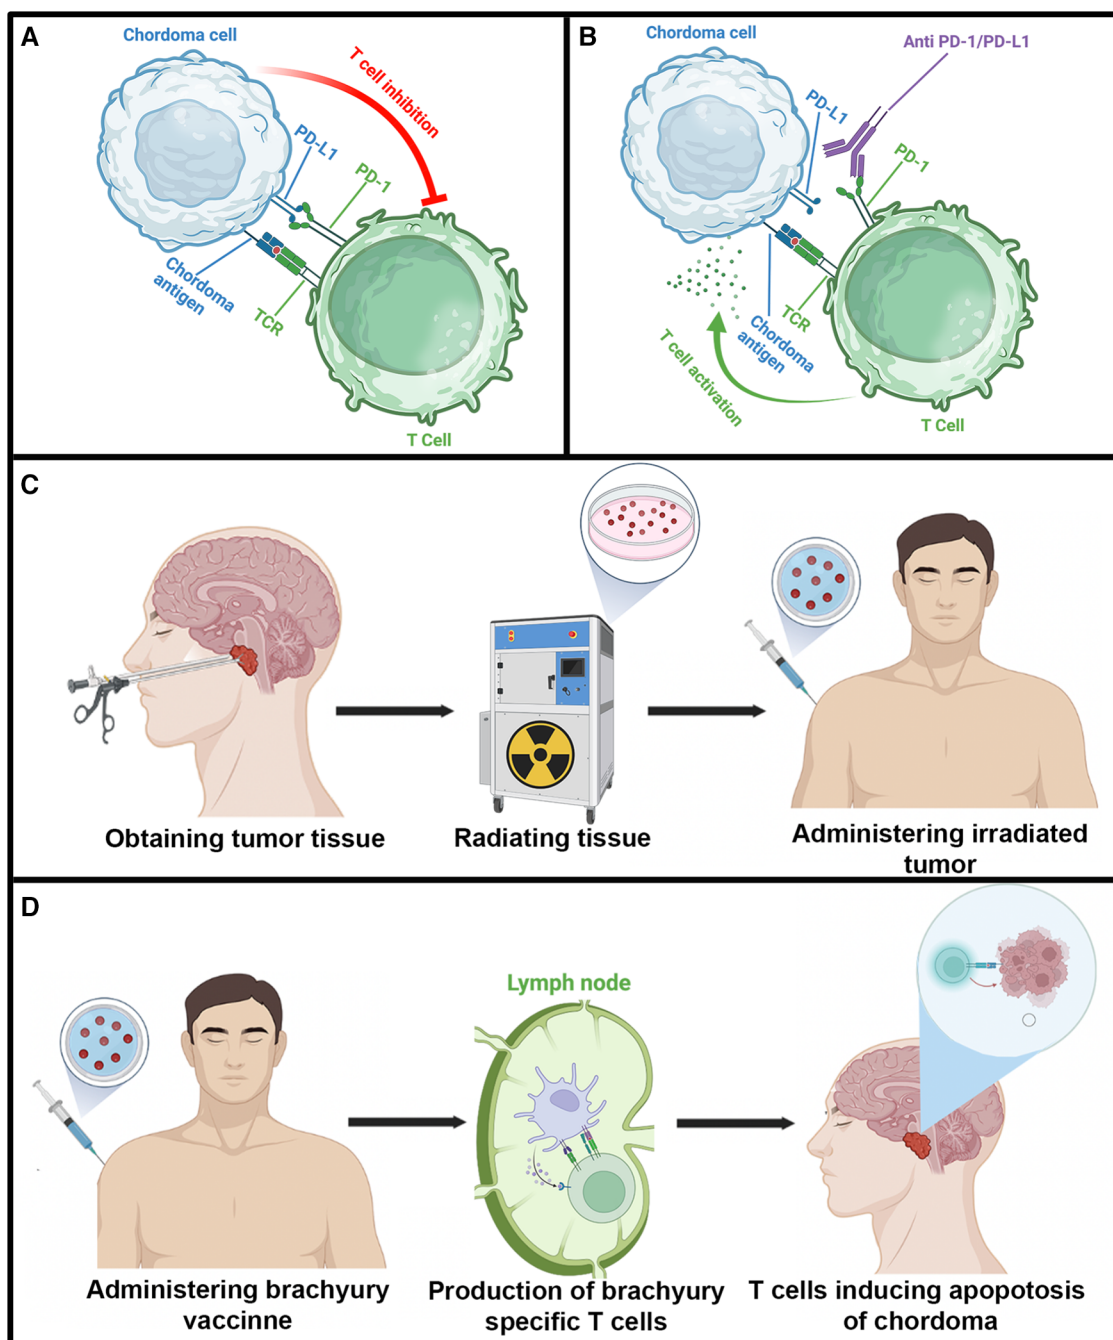 A
Chordoma cell
T cell inhibition
PD-L1
PD-1
Chordoma
antigen
TCR
T Cell
B
Chordoma cell
Anti PD-1/PD-L1
PD-L1
PD-1
Chordoma
antigen
TCR
T cell activation
T Cell
C
Obtaining tumor tissue
Radiating tissue
Administering irradiated
tumor
D
Lymph node
Administering brachyury
vaccinne
Production of brachyury
specific T cells
T cells inducing apopotosis
of chordoma